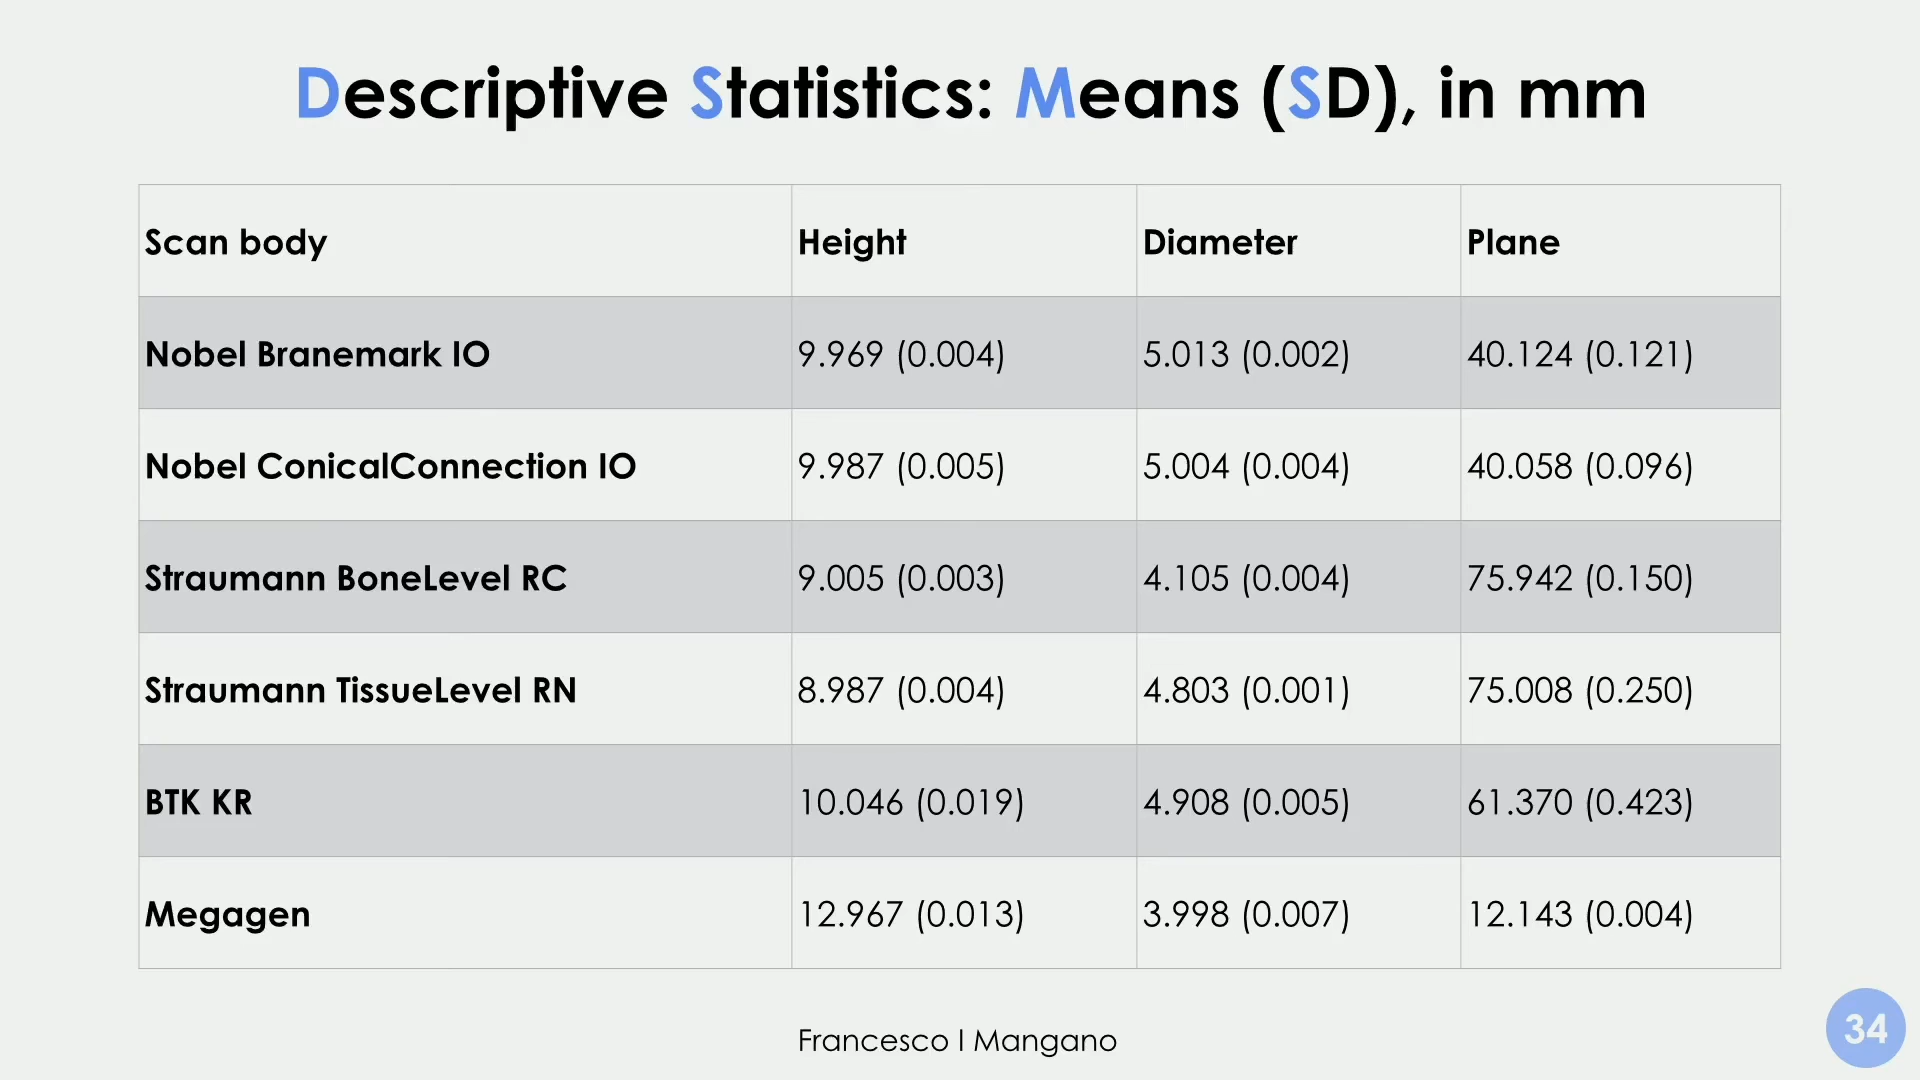 Descriptive Statistics: Means (SD), in mm
Scan body Height Diameter Plane
Nobel Branemark IO 9.969 (0.004) 5.013 (0.002) 40.124 (0.121)
Nobel ConicalConnection IO 9.987 (0.005) 5.004 (0.004) 40.058 (0.096)
Straumann BoneLevel RC 9.005 (0.003) 4.105 (0.004) 75.942 (0.150)
Straumann TissueLevel RN 8.987 (0.004) 4.803 (0.001) 75.008 (0.250)
BTK KR 10.046 (0.019) 4.908 (0.005) 61.370 (0.423)
Megagen 12.967 (0.013) 3.998 (0.007) 12.143 (0.004)
Francesco I Mangano
34